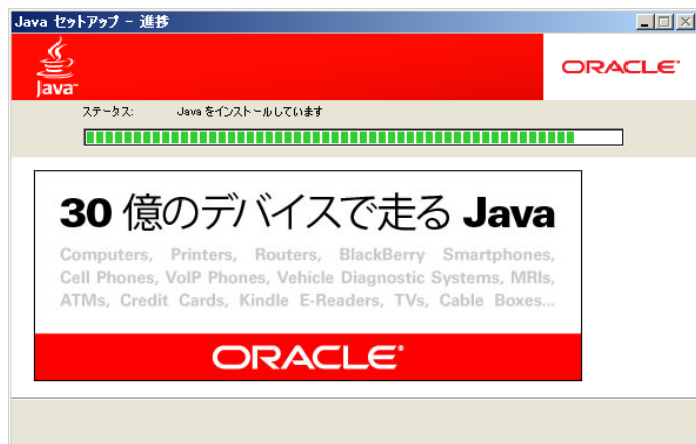 Java セットアップ - 進捗
Java
ORACLE
ステータス: Java をインストールしています
30 億のデバイスで走る Java
Computers, Printers, Routers, BlackBerry Smartphones,
Cell Phones, VoIP Phones, Vehicle Diagnostic Systems, MRIs,
ATMs, Credit Cards, Kindle E-Readers, TVs, Cable Boxes...
ORACLE